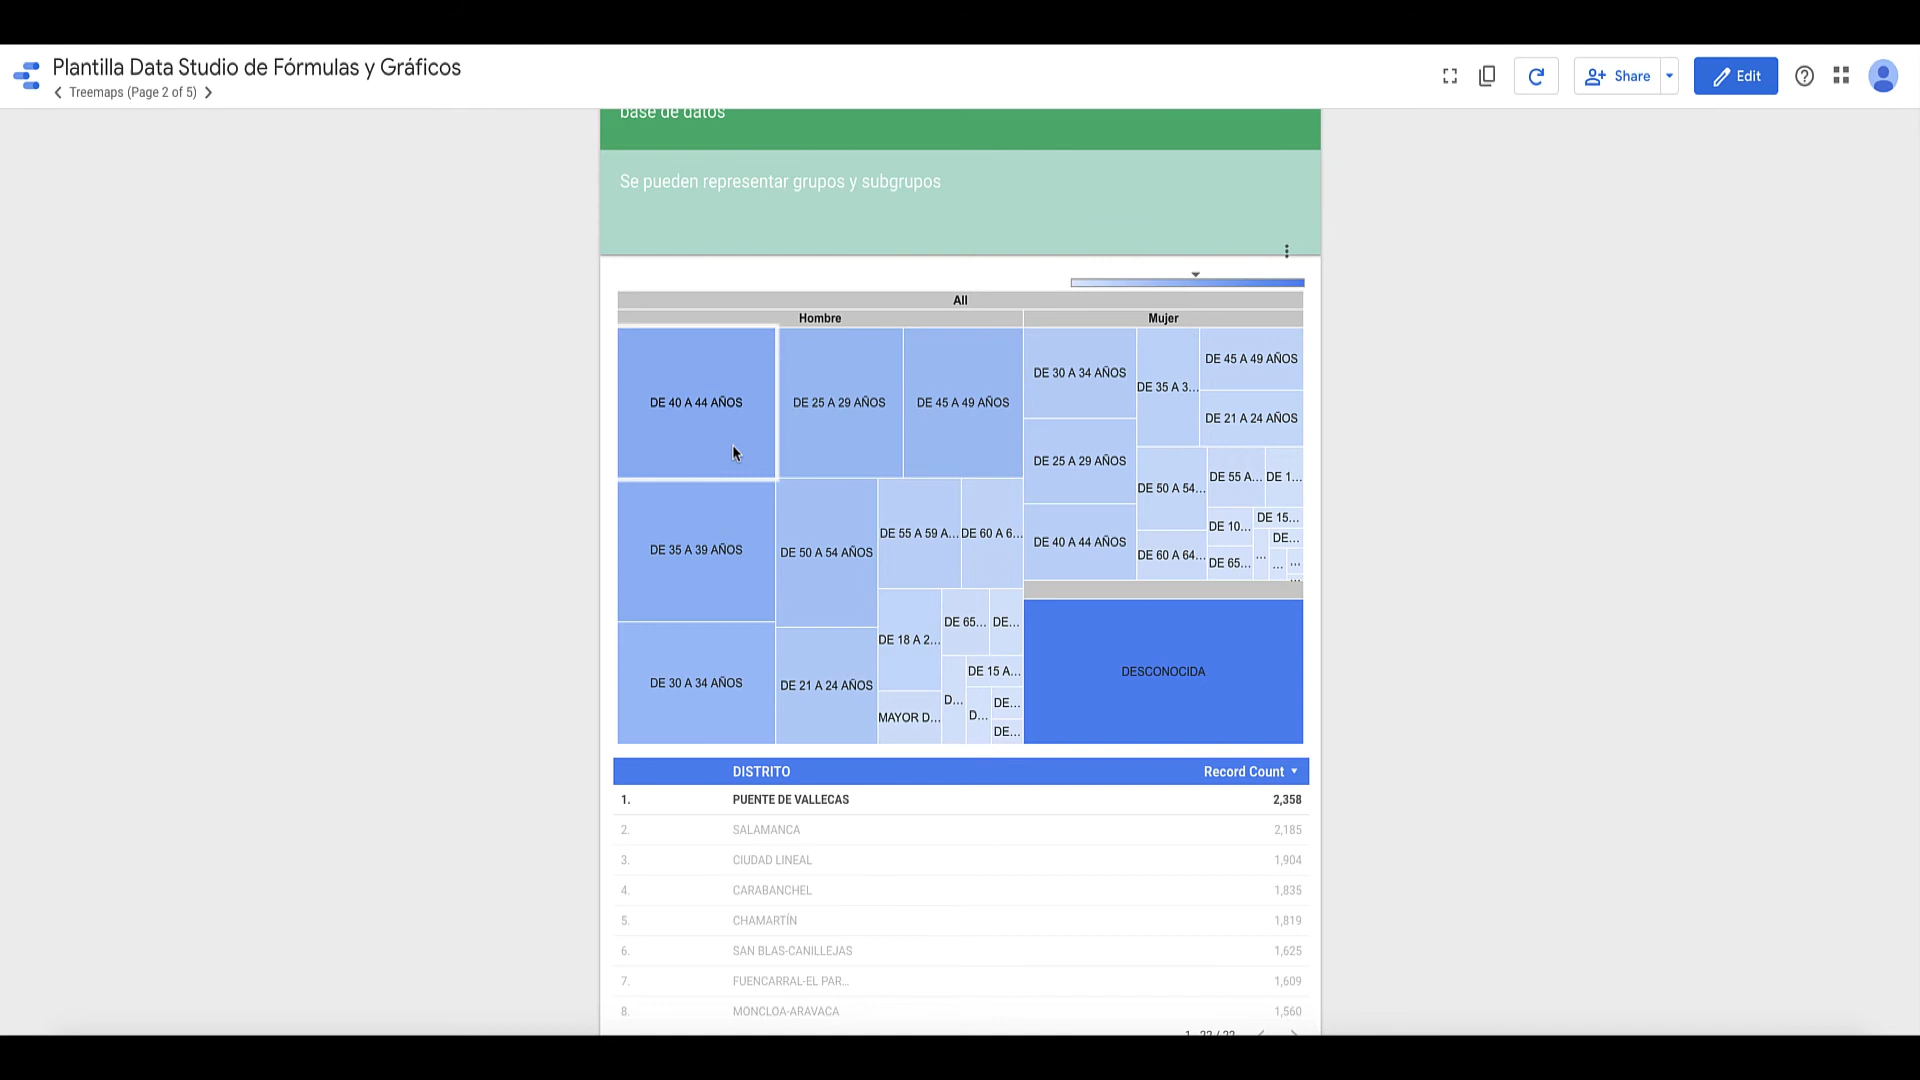 Plantilla Data Studio de Fórmulas y Gráficos
Treemaps (Page 2 of 5)
Share
Edit
base de datos
Se pueden representar grupos y subgrupos
All
Hombre
Mujer
DE 40 A 44 AÑOS
DE 25 A 29 AÑOS
DE 45 A 49 AÑOS
DE 35 A 39 AÑOS
DE 30 A 34 AÑOS
DE 50 A 54 AÑOS
DE 21 A 24 AÑOS
DE 55 A 59 A...
DE 60 A 6...
DE 18 A 2...
MAYOR D...
DE 65...
DE...
D...
DE 15 A...
D...
DE...
DE...
DE 30 A 34 AÑOS
DE 25 A 29 AÑOS
DE 40 A 44 AÑOS
DE 35 A 3...
DE 45 A 49 AÑOS
DE 21 A 24 AÑOS
DE 50 A 54...
DE 60 A 64...
DE 55 A...
DE 1...
DE 10...
DE 65...
DE 15...
DE...
...
...
...
...
DESCONOCIDA
DISTRITO Record Count
1. PUENTE DE VALLECAS 2,358
2. SALAMANCA 2,185
3. CIUDAD LINEAL 1,904
4. CARABANCHEL 1,835
5. CHAMARTÍN 1,819
6. SAN BLAS-CANILLEJAS 1,625
7. FUENCARRAL-EL PAR... 1,609
8. MONCLOA-ARAVACA 1,560